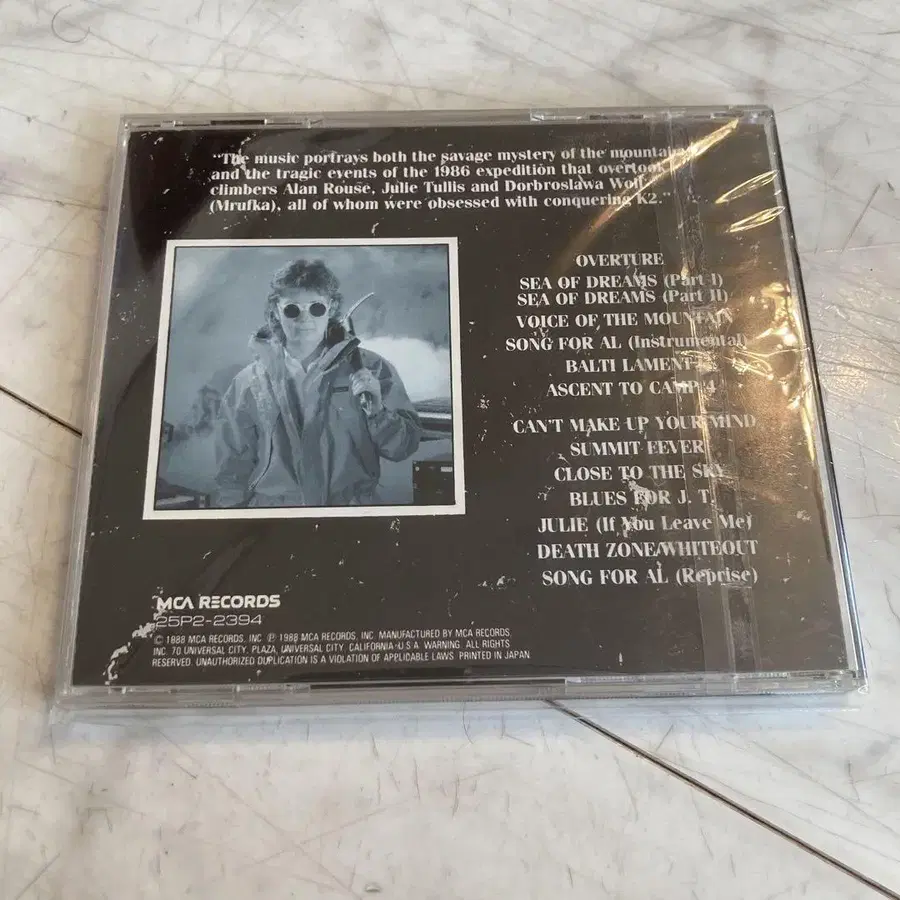 "The music portrays both the savage mystery of the mountain
and the tragic events of the 1986 expedition that overtook
climbers Alan Rouse, Julie Tullis and Dorbroslawa Wolf
(Mrufka), all of whom were obsessed with conquering K2."
OVERTURE
SEA OF DREAMS (Part I)
SEA OF DREAMS (Part II)
VOICE OF THE MOUNTAIN
SONG FOR AL (Instrumental)
BALTI LAMENT
ASCENT TO CAMP 4
CAN'T MAKE UP YOUR MIND
SUMMIT FEVER
CLOSE TO THE SKY
BLUES FOR J. T.
JULIE (If You Leave Me)
DEATH ZONE/WHITEOUT
SONG FOR AL (Reprise)
MCA RECORDS
25P2-2394
© 1988 MCA RECORDS, INC ℗ 1988 MCA RECORDS, INC. MANUFACTURED BY MCA RECORDS,
INC. 70 UNIVERSAL CITY, PLAZA, UNIVERSAL CITY, CALIFORNIA-U.S.A. WARNING. ALL RIGHTS
RESERVED. UNAUTHORIZED DUPLICATION IS A VIOLATION OF APPLICABLE LAWS. PRINTED IN JAPAN